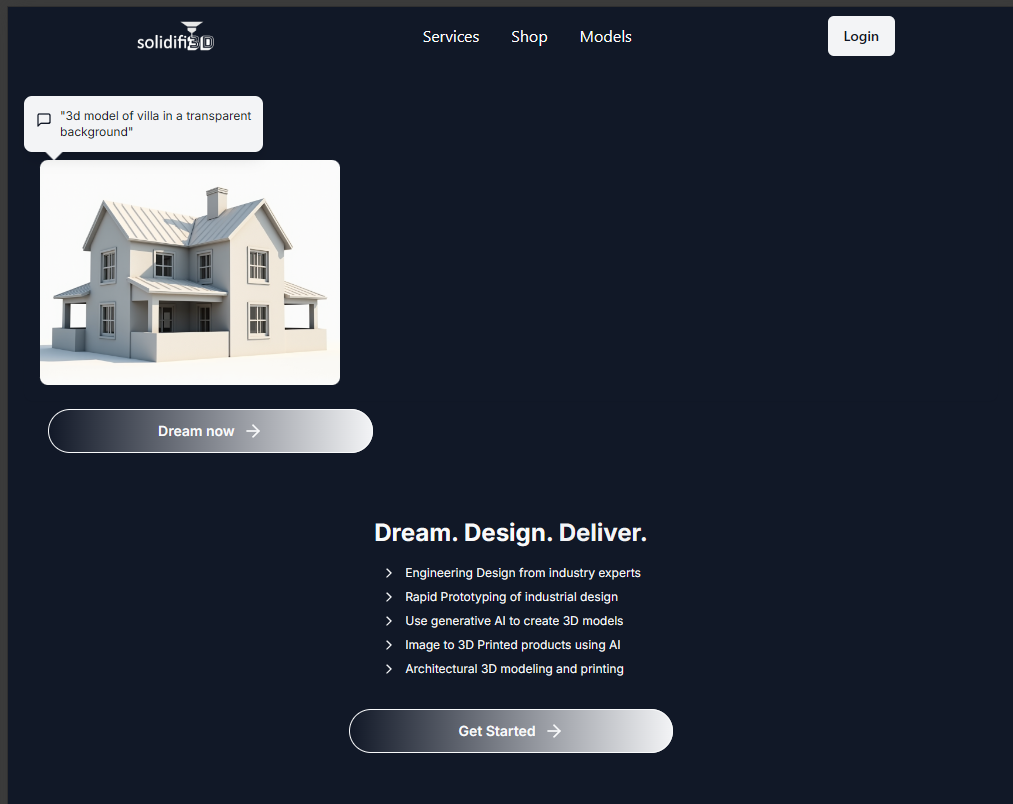 solidifi3D
Services
Shop
Models
Login
"3d model of villa in a transparent
background"
Dream now
Dream. Design. Deliver.
Engineering Design from industry experts
Rapid Prototyping of industrial design
Use generative AI to create 3D models
Image to 3D Printed products using AI
Architectural 3D modeling and printing
Get Started